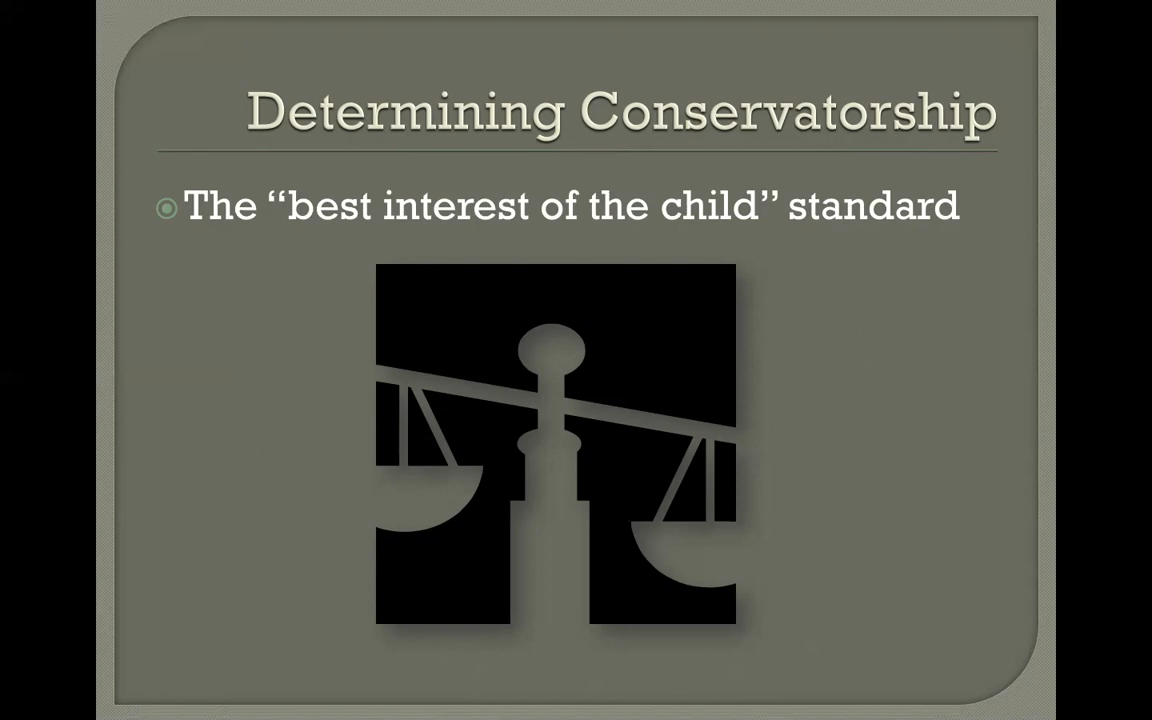 Determining Conservatorship
The “best interest of the child” standard